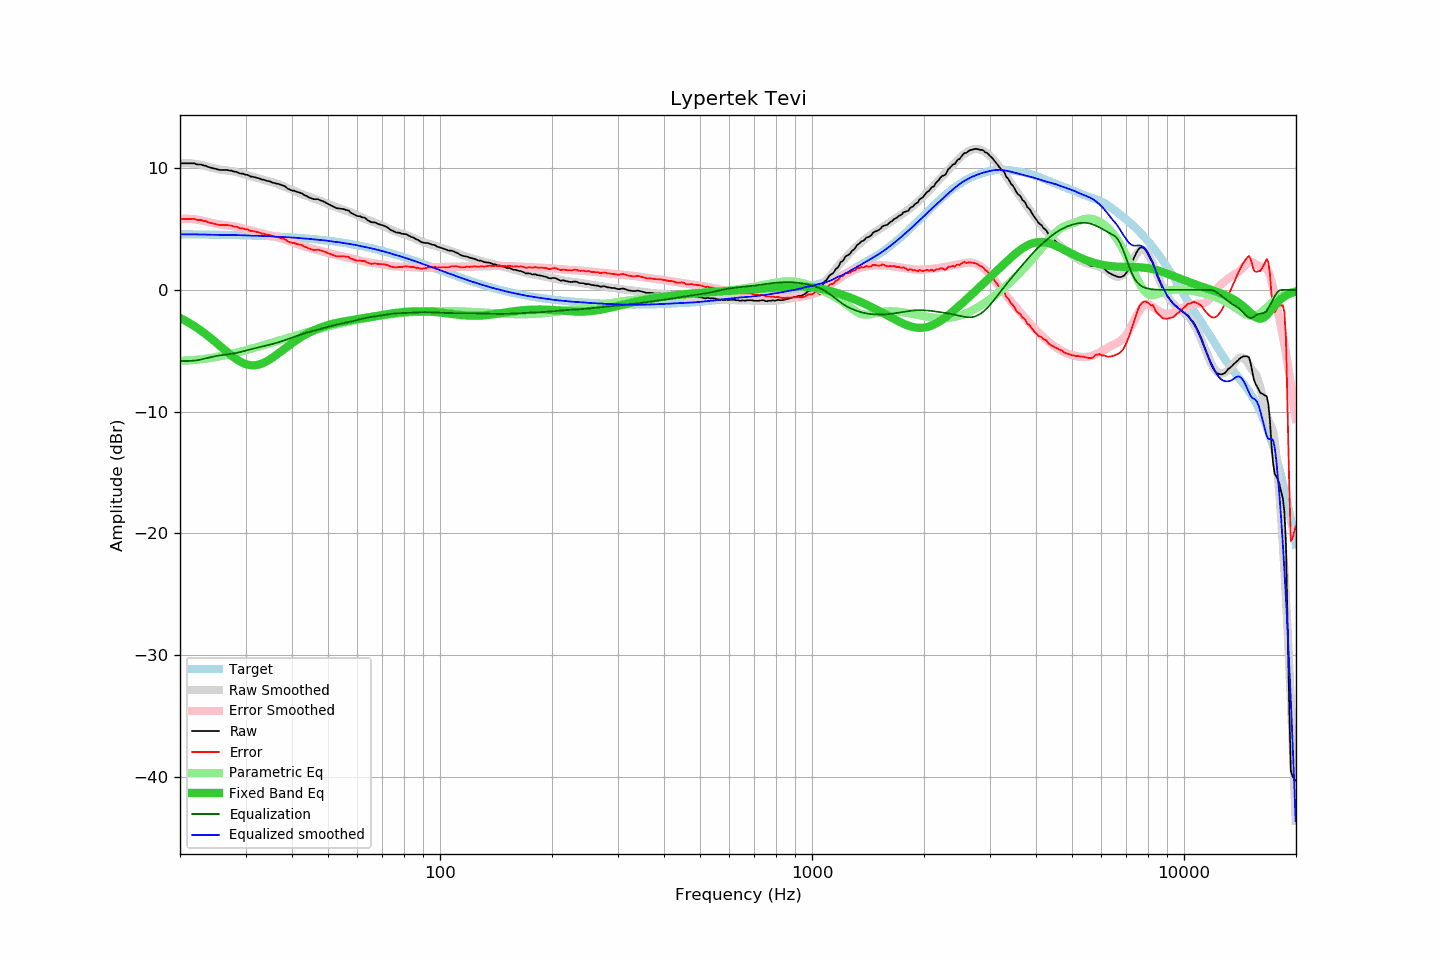 Lypertek Tevi
10
0
−10
−20
−30
−40
Amplitude (dBr)
Target
Raw Smoothed
Error Smoothed
Raw
Error
Parametric Eq
Fixed Band Eq
Equalization
Equalized smoothed
100
1000
10000
Frequency (Hz)